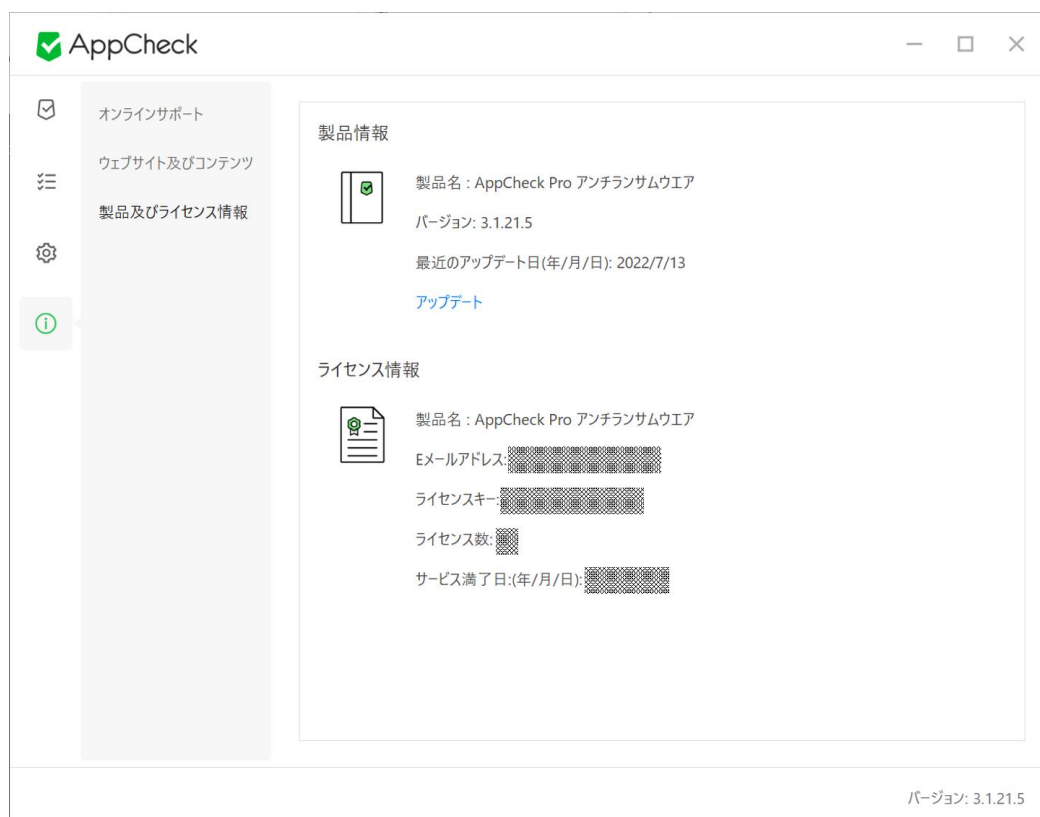 AppCheck
オンラインサポート
ウェブサイト及びコンテンツ
製品及びライセンス情報
製品情報
製品名 : AppCheck Pro アンチランサムウエア
バージョン: 3.1.21.5
最近のアップデート日(年/月/日): 2022/7/13
アップデート
ライセンス情報
製品名 : AppCheck Pro アンチランサムウエア
Eメールアドレス:
ライセンスキー:
ライセンス数:
サービス満了日:(年/月/日):
バージョン: 3.1.21.5